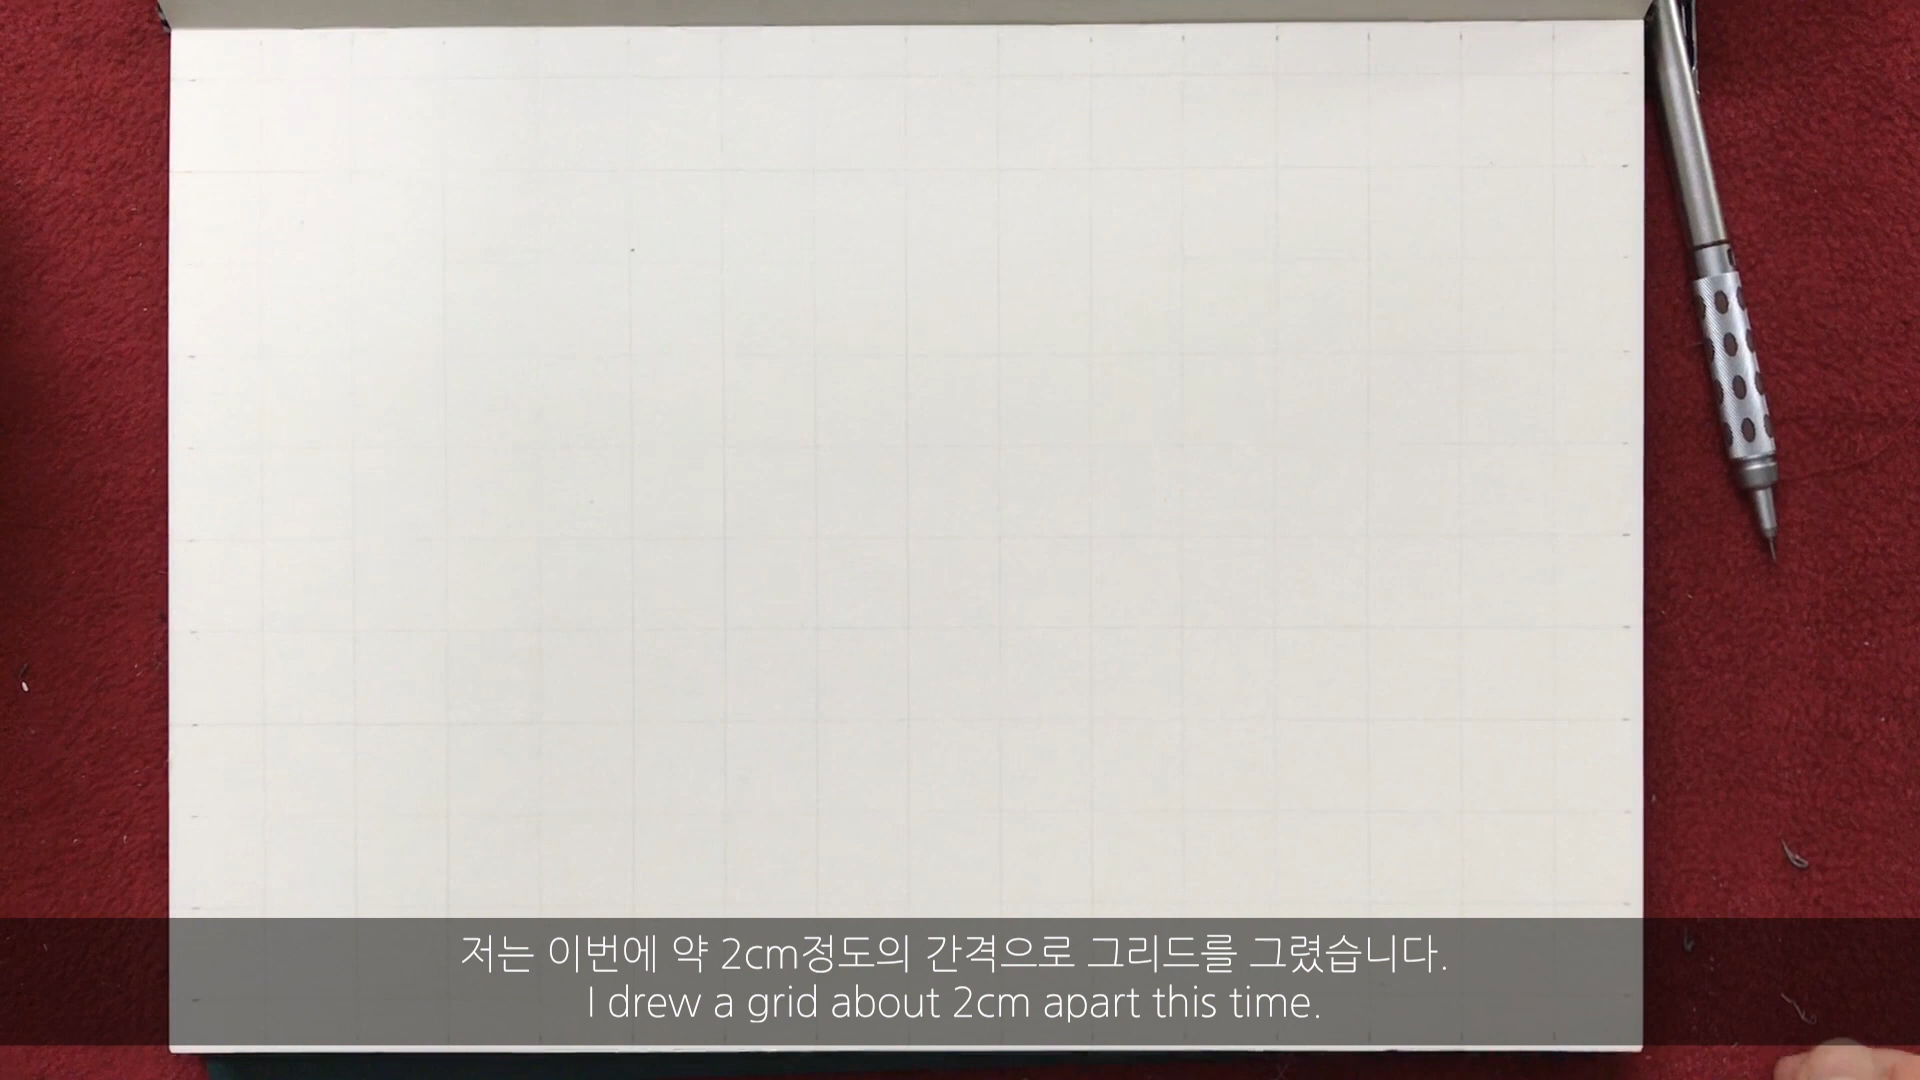 저는 이번에 약 2cm정도의 간격으로 그리드를 그렸습니다.
I drew a grid about 2cm apart this time.